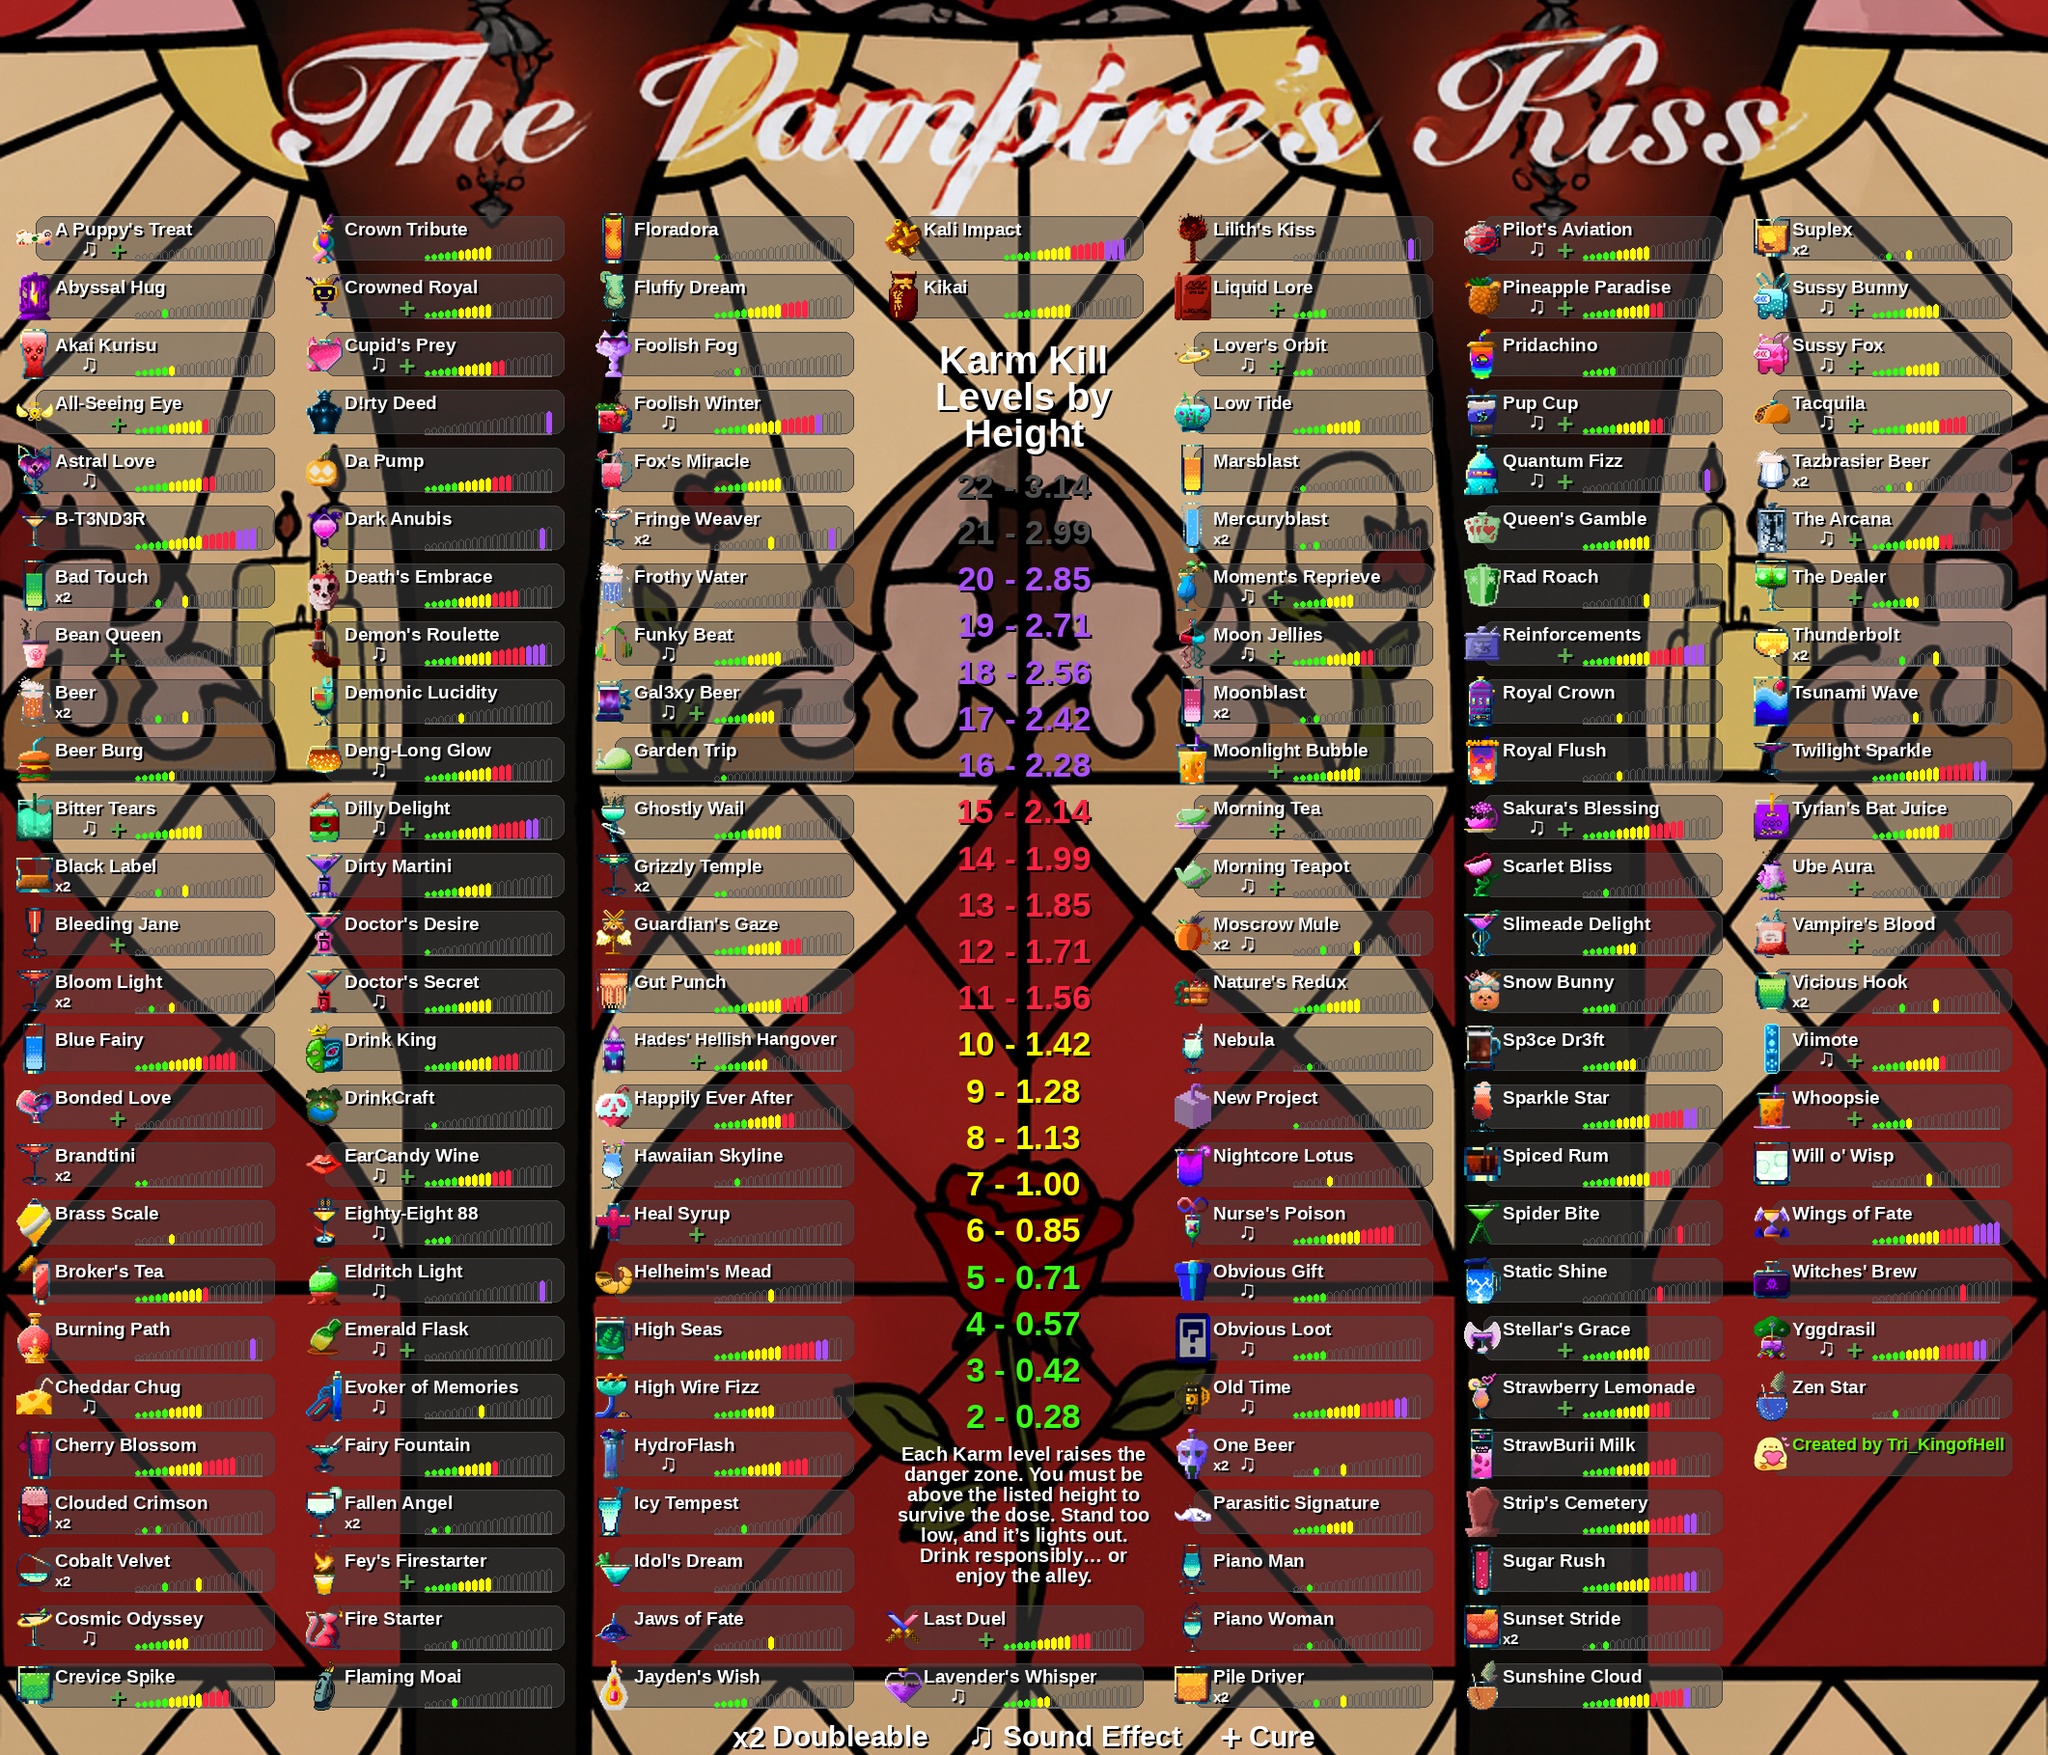 The Vampire's Kiss
A Puppy's Treat
♫ +
Abyssal Hug
Akai Kurisu
♫
All-Seeing Eye
+
Astral Love
♫
B-T3ND3R
Bad Touch
x2
Bean Queen
+
Beer
x2
Beer Burg
Bitter Tears
♫ +
Black Label
x2
Bleeding Jane
+
Bloom Light
x2
Blue Fairy
Bonded Love
+
Brandtini
x2
Brass Scale
Broker's Tea
Burning Path
Cheddar Chug
♫
Cherry Blossom
Clouded Crimson
x2
Cobalt Velvet
x2
Cosmic Odyssey
♫
Crevice Spike
+
Crown Tribute
Crowned Royal
+
Cupid's Prey
♫ +
D!rty Deed
Da Pump
Dark Anubis
Death's Embrace
Demon's Roulette
♫
Demonic Lucidity
Deng-Long Glow
♫
Dilly Delight
♫ +
Dirty Martini
Doctor's Desire
Doctor's Secret
♫
Drink King
DrinkCraft
EarCandy Wine
♫ +
Eighty-Eight 88
Eldritch Light
♫
Emerald Flask
♫ +
Evoker of Memories
♫
Fairy Fountain
Fallen Angel
x2
Fey's Firestarter
+
Fire Starter
Flaming Moai
Floradora
Fluffy Dream
Foolish Fog
Foolish Winter
♫
Fox's Miracle
Fringe Weaver
x2
Frothy Water
Funky Beat
♫
Gal3xy Beer
♫ +
Garden Trip
Ghostly Wail
Grizzly Temple
x2
Guardian's Gaze
Gut Punch
Hades' Hellish Hangover
+
Happily Ever After
Hawaiian Skyline
Heal Syrup
+
Helheim's Mead
High Seas
High Wire Fizz
HydroFlash
♫
Icy Tempest
Idol's Dream
Jaws of Fate
Jayden's Wish
Kali Impact
Kikai
Karm Kill
Levels by
Height
22 - 3.14
21 - 2.99
20 - 2.85
19 - 2.71
18 - 2.56
17 - 2.42
16 - 2.28
15 - 2.14
14 - 1.99
13 - 1.85
12 - 1.71
11 - 1.56
10 - 1.42
9 - 1.28
8 - 1.13
7 - 1.00
6 - 0.85
5 - 0.71
4 - 0.57
3 - 0.42
2 - 0.28
Each Karm level raises the
danger zone. You must be
above the listed height to
survive the dose. Stand too
low, and it's lights out.
Drink responsibly... or
enjoy the alley.
Last Duel
+
Lavender's Whisper
♫
Lilith's Kiss
Liquid Lore
+
Lover's Orbit
♫ +
Low Tide
Marsblast
Mercuryblast
x2
Moment's Reprieve
♫ +
Moon Jellies
♫ +
Moonblast
x2
Moonlight Bubble
+
Morning Tea
+
Morning Teapot
♫ +
Moscrow Mule
x2 ♫
Nature's Redux
Nebula
New Project
Nightcore Lotus
Nurse's Poison
♫
Obvious Gift
♫
Obvious Loot
♫
Old Time
♫
One Beer
x2 ♫
Parasitic Signature
Piano Man
Piano Woman
Pile Driver
x2
Pilot's Aviation
♫ +
Pineapple Paradise
♫ +
Pridachino
Pup Cup
♫ +
Quantum Fizz
♫ +
Queen's Gamble
Rad Roach
Reinforcements
+
Royal Crown
Royal Flush
Sakura's Blessing
♫ +
Scarlet Bliss
Slimeade Delight
Snow Bunny
Sp3ce Dr3ft
Sparkle Star
Spiced Rum
Spider Bite
Static Shine
Stellar's Grace
+
Strawberry Lemonade
+
StrawBurii Milk
Strip's Cemetery
Sugar Rush
Sunset Stride
x2
Sunshine Cloud
Suplex
x2
Sussy Bunny
♫ +
Sussy Fox
♫ +
Tacquila
♫ +
Tazbrasier Beer
x2
The Arcana
♫ +
The Dealer
+
Thunderbolt
x2
Tsunami Wave
Twilight Sparkle
Tyrian's Bat Juice
Ube Aura
+
Vampire's Blood
+
Vicious Hook
x2
Viimote
♫ +
Whoopsie
+
Will o' Wisp
Wings of Fate
Witches' Brew
Yggdrasil
♫ +
Zen Star
Created by Tri_KingofHell
x2 Doubleable ♫ Sound Effect + Cure